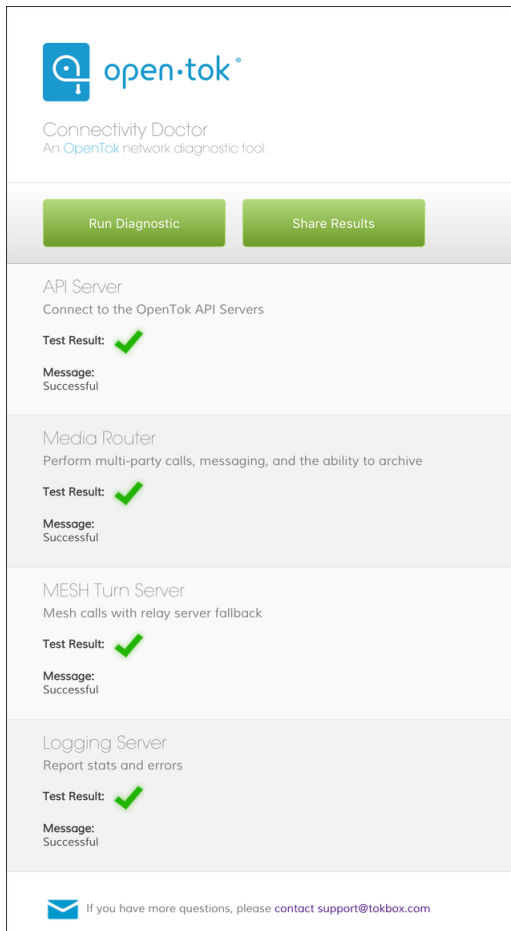 open•tok®
Connectivity Doctor
An OpenTok network diagnostic tool.
Run Diagnostic
Share Results
API Server
Connect to the OpenTok API Servers
Test Result:
Message:
Successful
Media Router
Perform multi-party calls, messaging, and the ability to archive
Test Result:
Message:
Successful
MESH Turn Server
Mesh calls with relay server fallback
Test Result:
Message:
Successful
Logging Server
Report stats and errors
Test Result:
Message:
Successful
If you have more questions, please contact support@tokbox.com